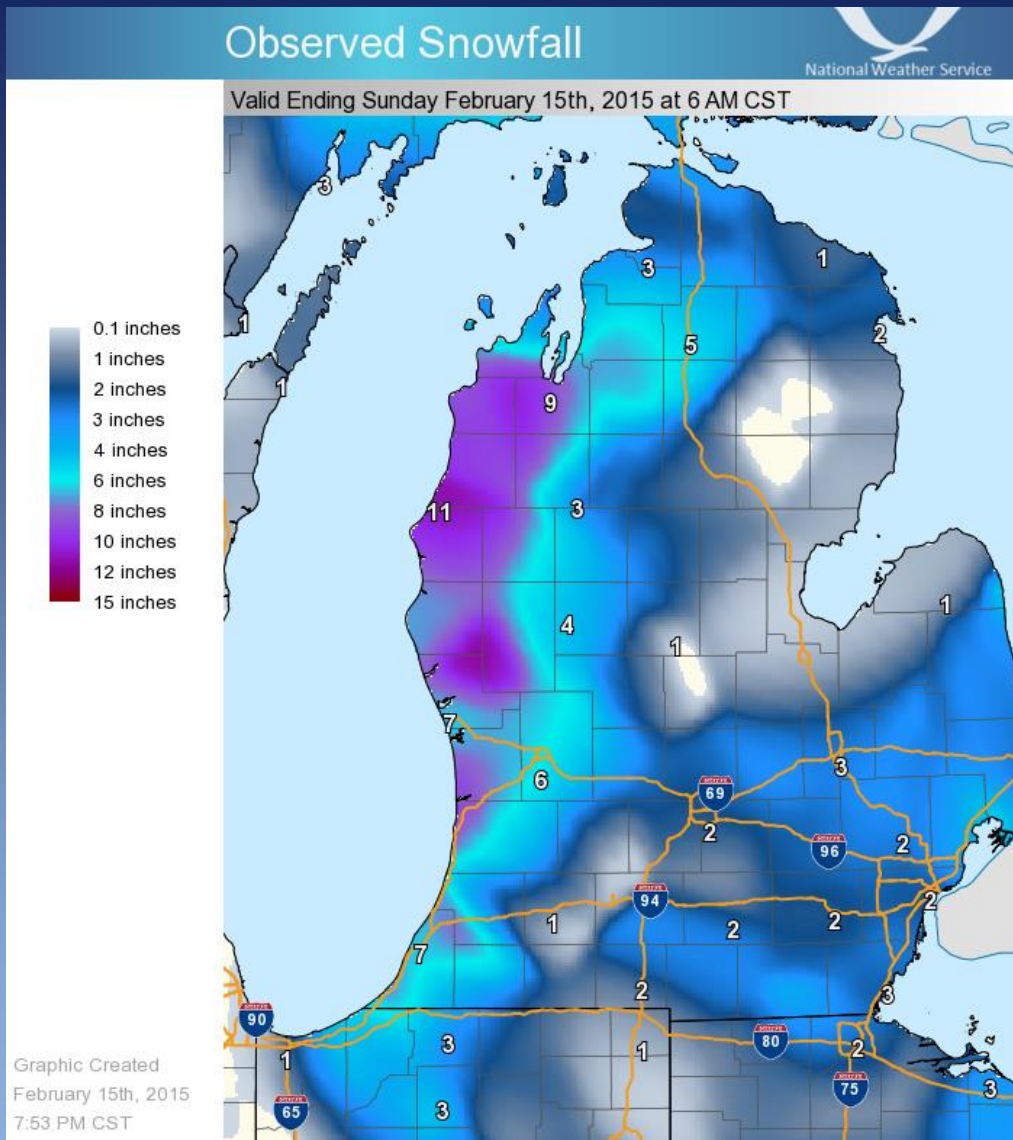 Observed Snowfall
National Weather Service
Valid Ending Sunday February 15th, 2015 at 6 AM CST
3
1
3
1
2
1
5
0.1 inches
1 inches
2 inches
3 inches
4 inches
6 inches
8 inches
10 inches
12 inches
15 inches
1
9
11
3
1
4
1
7
3
6
69
2
96
2
94
2
1
2
2
7
2
3
90
80
3
1
2
1
75
65
3
3
Graphic Created
February 15th, 2015
7:53 PM CST